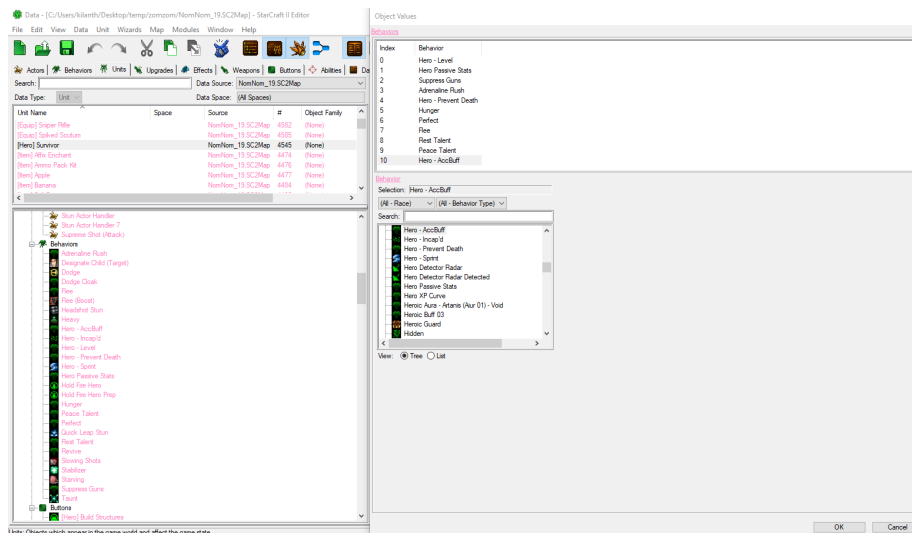 Data - [C:/Users/kilanth/Desktop/temp/zomzom/NomNom_19.SC2Map] - StarCraft II Editor
File Edit View Data Unit Wizards Map Modules Window Help
Actors Behaviors Units Upgrades Effects Weapons Buttons Abilities Da
Search: Data Source: NomNom_19.SC2Map
Data Type: Unit Data Space: (All Spaces)
Unit Name Space Source # Object Family
[Equip] Sniper Rifle NomNom_19.SC2Map 4582 (None)
[Equip] Spiked Scutum NomNom_19.SC2Map 4585 (None)
[Hero] Survivor NomNom_19.SC2Map 4545 (None)
[Item] Affix Enchant NomNom_19.SC2Map 4474 (None)
[Item] Ammo Pack Kit NomNom_19.SC2Map 4476 (None)
[Item] Apple NomNom_19.SC2Map 4477 (None)
[Item] Banana NomNom_19.SC2Map 4484 (None)
Stun Actor Handler
Stun Actor Handler 7
Supreme Shot (Attack)
Behaviors
Adrenaline Rush
Designate Child (Target)
Dodge
Dodge Cloak
Flee
Flee (Boost)
Headshot Stun
Heavy
Hero - AccBuff
Hero - Incap'd
Hero - Level
Hero - Prevent Death
Hero - Sprint
Hero Passive Stats
Hold Fire Hero
Hold Fire Hero Prep
Hunger
Peace Talent
Perfect
Quick Leap Stun
Rest Talent
Revive
Slowing Shots
Stabilizer
Starving
Suppress Guns
Taunt
Buttons
[Hero] Build Structures
Units: Objects which appear in the game world and affect the game state
Object Values
Behaviors
Index Behavior
0 Hero - Level
1 Hero Passive Stats
2 Suppress Guns
3 Adrenaline Rush
4 Hero - Prevent Death
5 Hunger
6 Perfect
7 Flee
8 Rest Talent
9 Peace Talent
10 Hero - AccBuff
Behavior
Selection: Hero - AccBuff
(All - Race) (All - Behavior Type)
Search:
Hero - AccBuff
Hero - Incap'd
Hero - Prevent Death
Hero - Sprint
Hero Detector Radar
Hero Detector Radar Detected
Hero Passive Stats
Hero XP Curve
Heroic Aura - Artanis (Aiur 01) - Void
Heroic Buff 03
Heroic Guard
Hidden
View: Tree List
OK Cancel